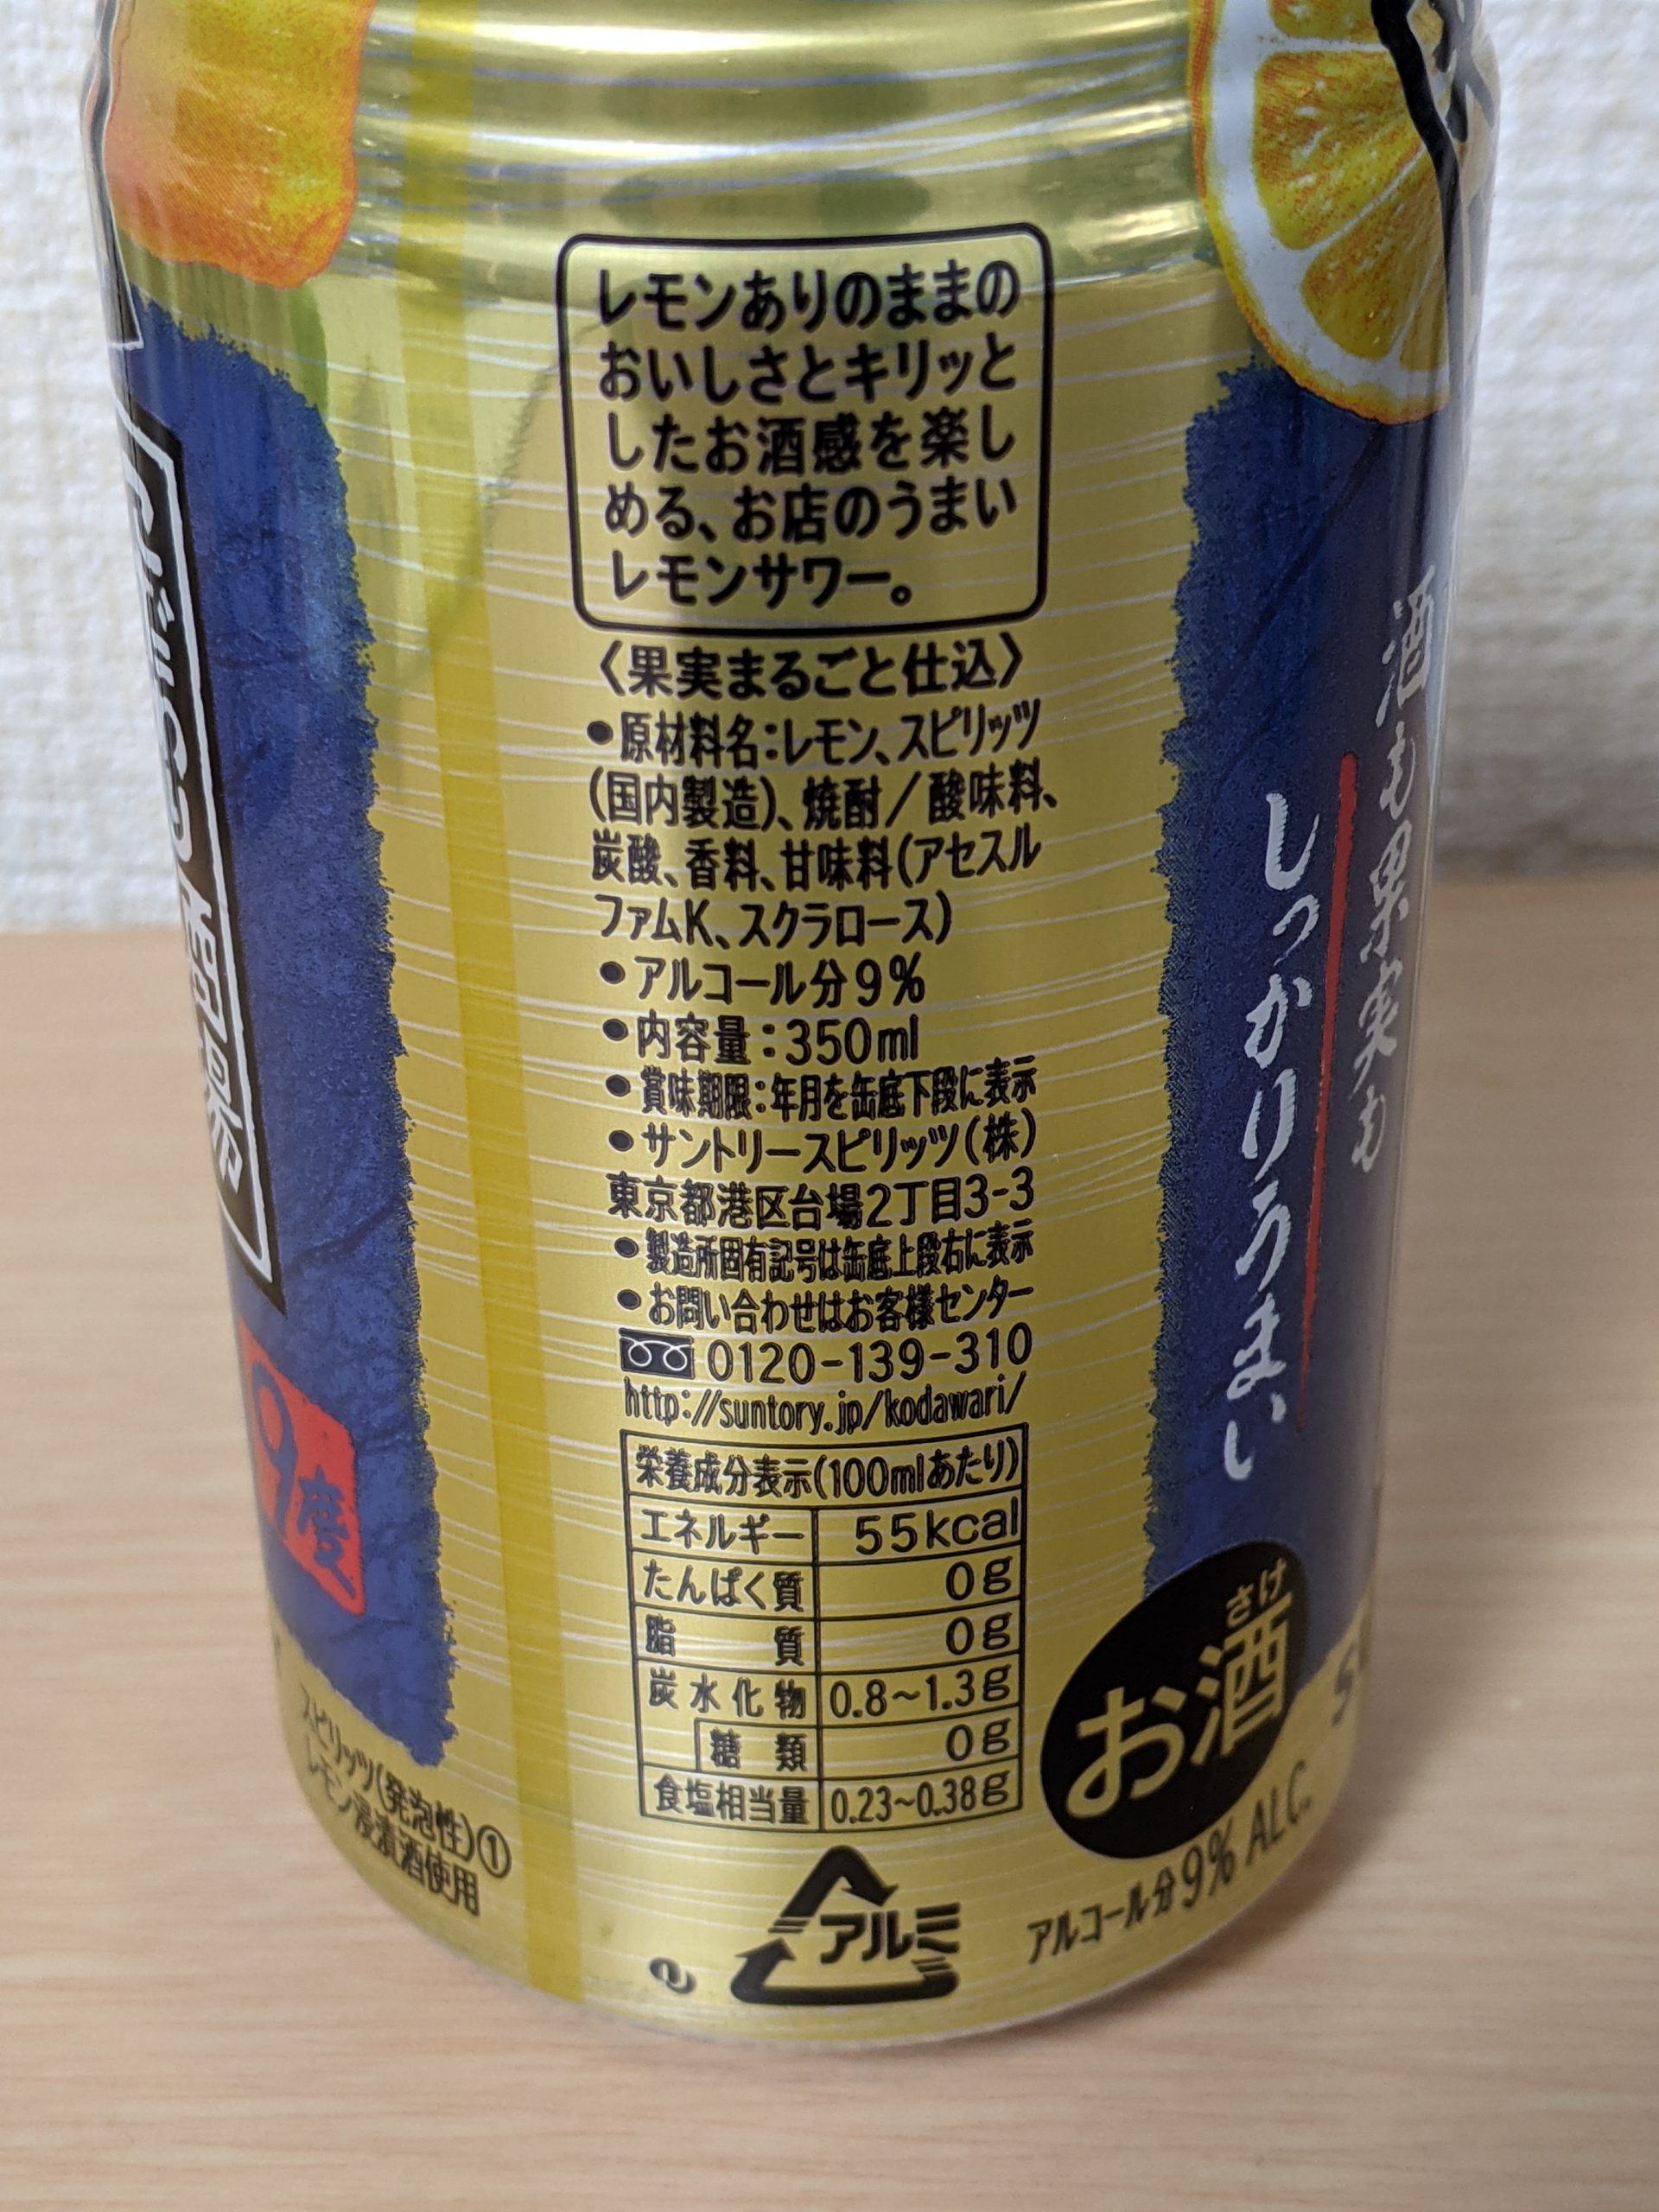 レモンありのままの
おいしさとキリッと
したお酒感を楽し
める、お店のうまい
レモンサワー。
〈果実まるごと仕込〉
•原材料名:レモン、スピリッツ
(国内製造)、焼酎/酸味料、
炭酸、香料、甘味料(アセスル
ファムK、スクラロース)
•アルコール分9%
•内容量:350ml
•賞味期限:年月を缶底下段に表示
•サントリースピリッツ(株)
東京都港区台場2丁目3-3
•製造所固有記号は缶底上段右に表示
•お問い合わせはお客様センター
0120-139-310
http://suntory.jp/kodawari/
栄養成分表示(100mlあたり)
エネルギー 55kcal
たんぱく質 0g
脂質 0g
炭水化物 0.8~1.3g
糖類 0g
食塩相当量 0.23~0.38g
アルミ
酒も果実も
しっかりうまい
さけ
お酒
アルコール分9% ALC.
酒場
9度
スピリッツ(発泡性)①
レモン浸漬酒使用